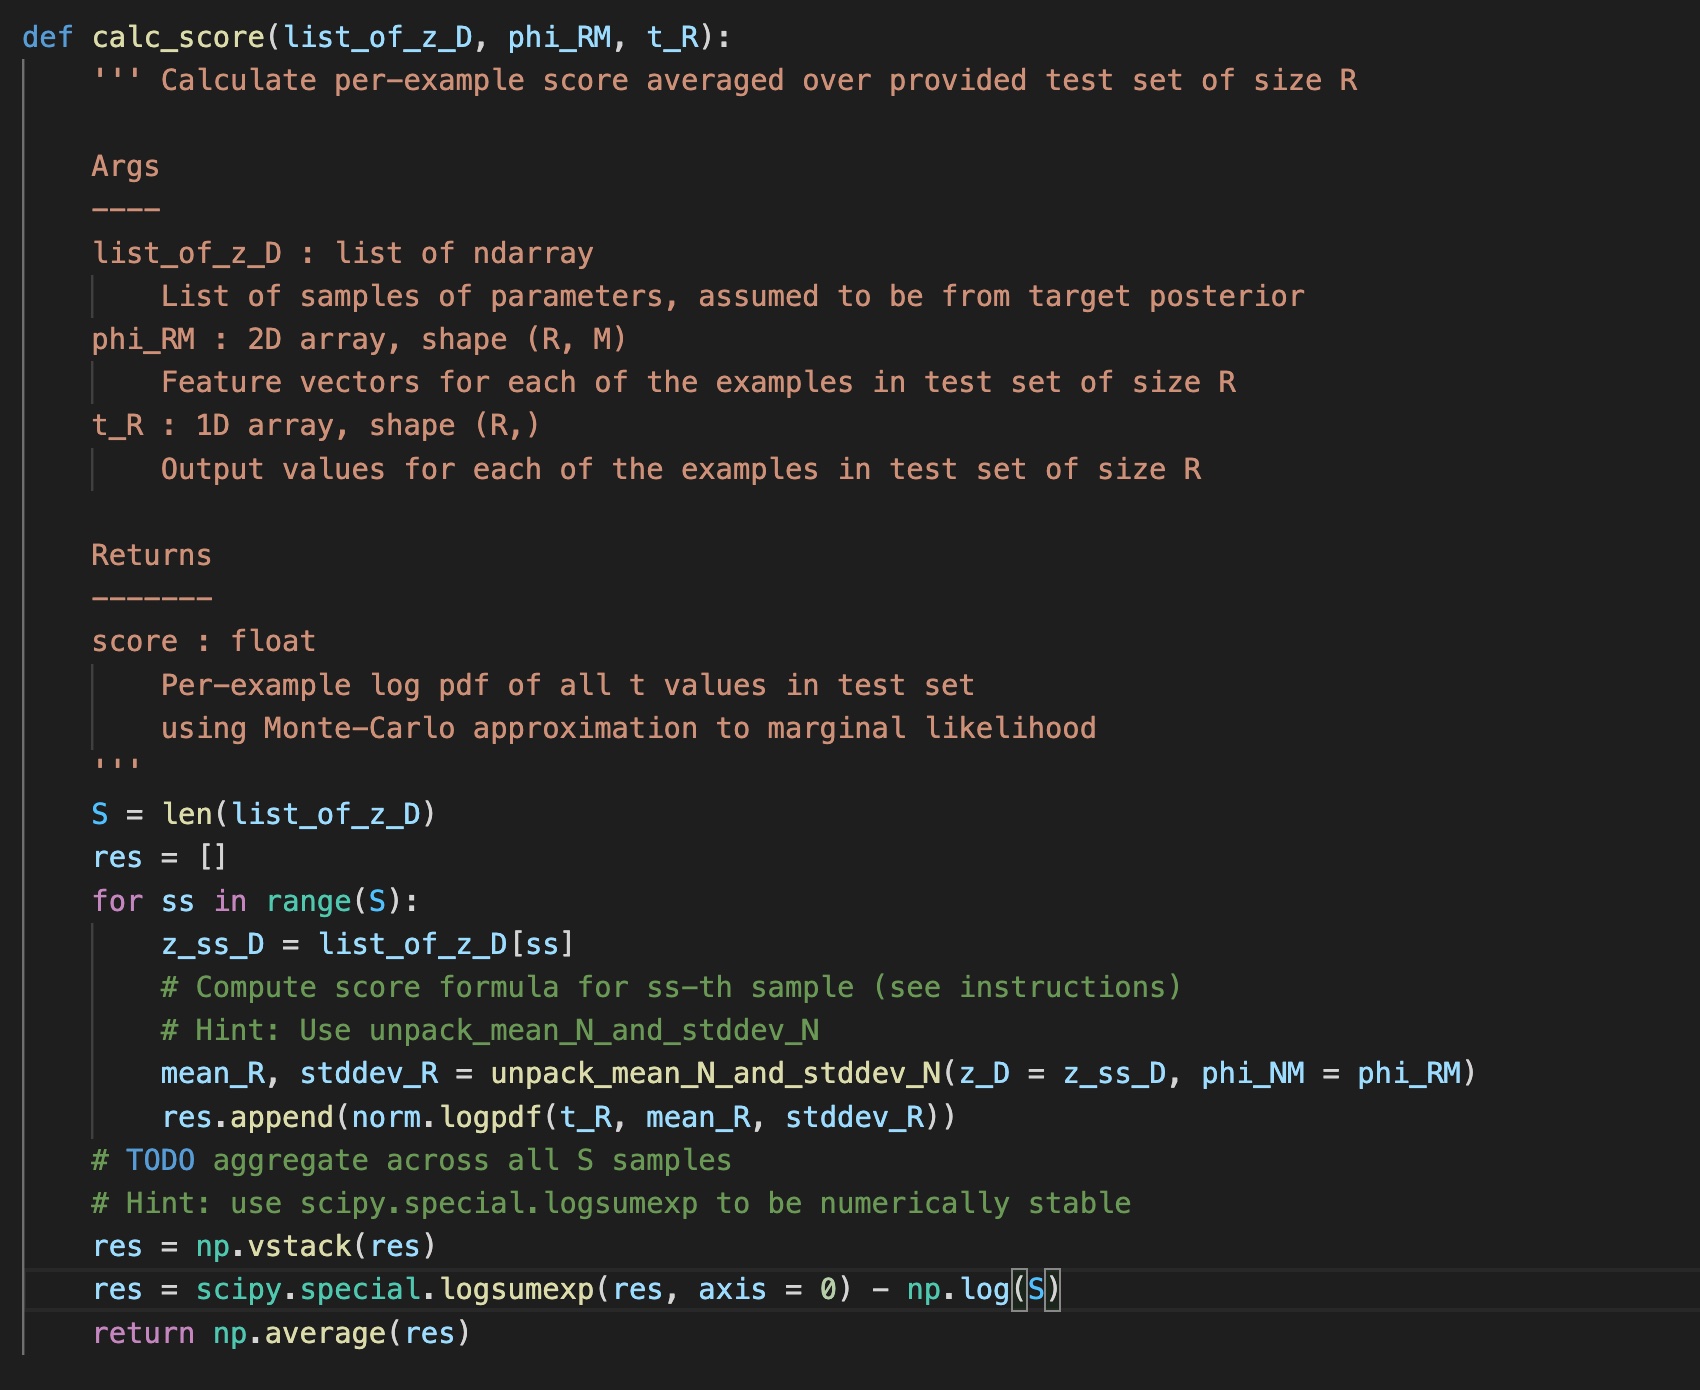 def calc_score(list_of_z_D, phi_RM, t_R):
''' Calculate per-example score averaged over provided test set of size R
Args
----
list_of_z_D : list of ndarray
List of samples of parameters, assumed to be from target posterior
phi_RM : 2D array, shape (R, M)
Feature vectors for each of the examples in test set of size R
t_R : 1D array, shape (R,)
Output values for each of the examples in test set of size R
Returns
-------
score : float
Per-example log pdf of all t values in test set
using Monte-Carlo approximation to marginal likelihood
'''
S = len(list_of_z_D)
res = []
for ss in range(S):
z_ss_D = list_of_z_D[ss]
# Compute score formula for ss-th sample (see instructions)
# Hint: Use unpack_mean_N_and_stddev_N
mean_R, stddev_R = unpack_mean_N_and_stddev_N(z_D = z_ss_D, phi_NM = phi_RM)
res.append(norm.logpdf(t_R, mean_R, stddev_R))
# TODO aggregate across all S samples
# Hint: use scipy.special.logsumexp to be numerically stable
res = np.vstack(res)
res = scipy.special.logsumexp(res, axis = 0) - np.log(S)
return np.average(res)